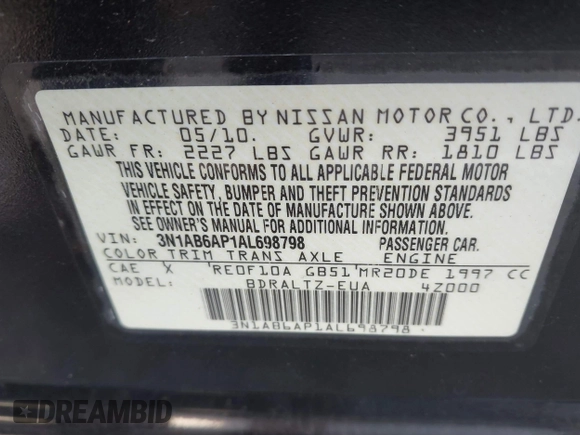 MANUFACTURED BY NISSAN MOTOR CO., LTD.
DATE: 05/10. GVWR: 3951 LBS
GAWR FR: 2227 LBS GAWR RR: 1810 LBS
THIS VEHICLE CONFORMS TO ALL APPLICABLE FEDERAL MOTOR
VEHICLE SAFETY, BUMPER AND THEFT PREVENTION STANDARDS
IN EFFECT ON THE DATE OF MANUFACTURE SHOWN ABOVE.
SEE OWNER'S MANUAL FOR ADDITIONAL INFORMATION.
VIN: 3N1AB6AP1AL698798 PASSENGER CAR.
COLOR TRIM TRANS AXLE ENGINE
CAE X RE0F10A GB51 MR20DE 1997 CC
MODEL: BDRALTZ-EUA 4Z000
3N1AB6AP1AL698798
DREAMBID